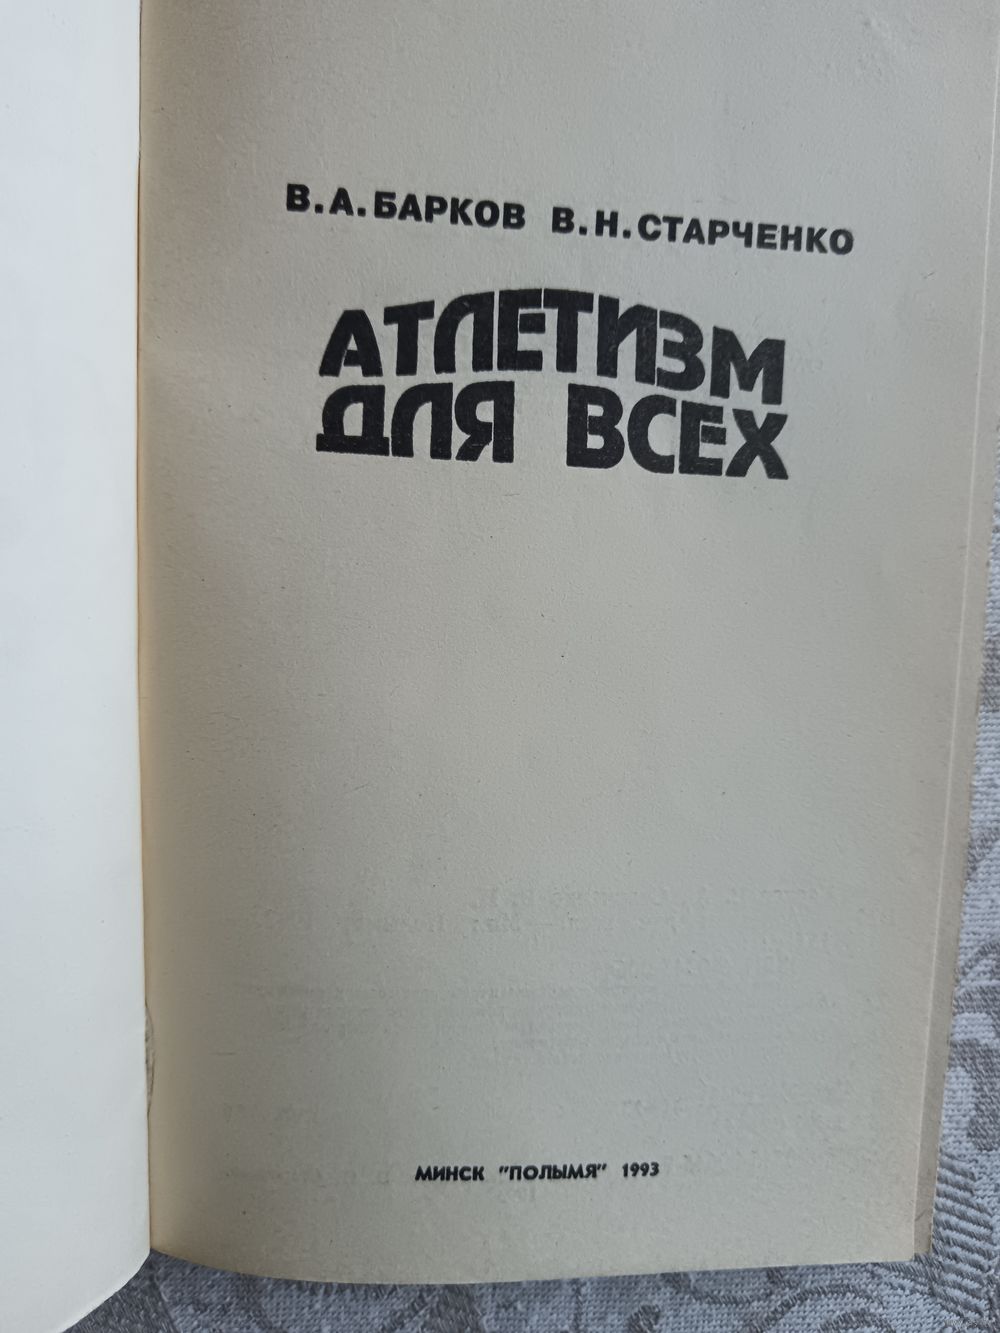 В.А.БАРКОВ В.Н.СТАРЧЕНКО
АТЛЕТИЗМ
ДЛЯ ВСЕХ
МИНСК "ПОЛЫМЯ" 1993